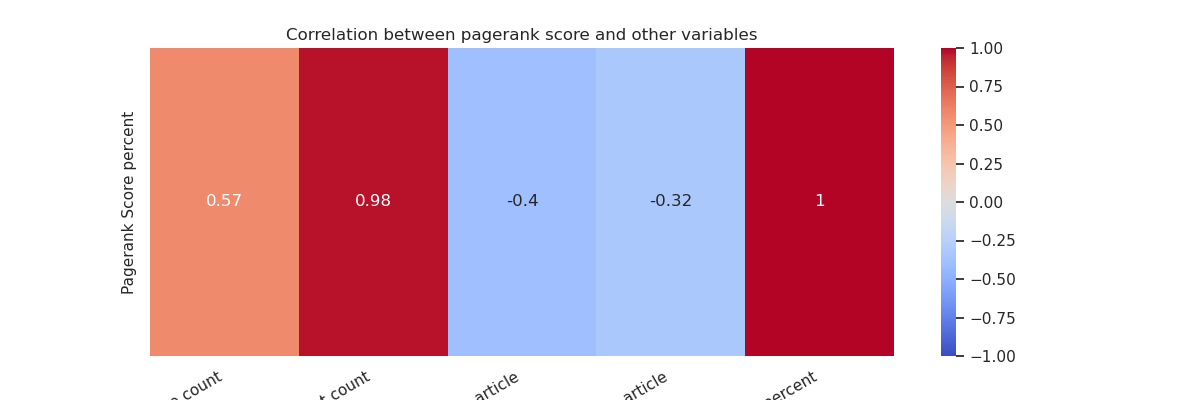 Correlation between pagerank score and other variables
Pagerank Score percent
0.57
0.98
-0.4
-0.32
1
1.00
0.75
0.50
0.25
0.00
−0.25
−0.50
−0.75
−1.00
count
count
article
article
percent